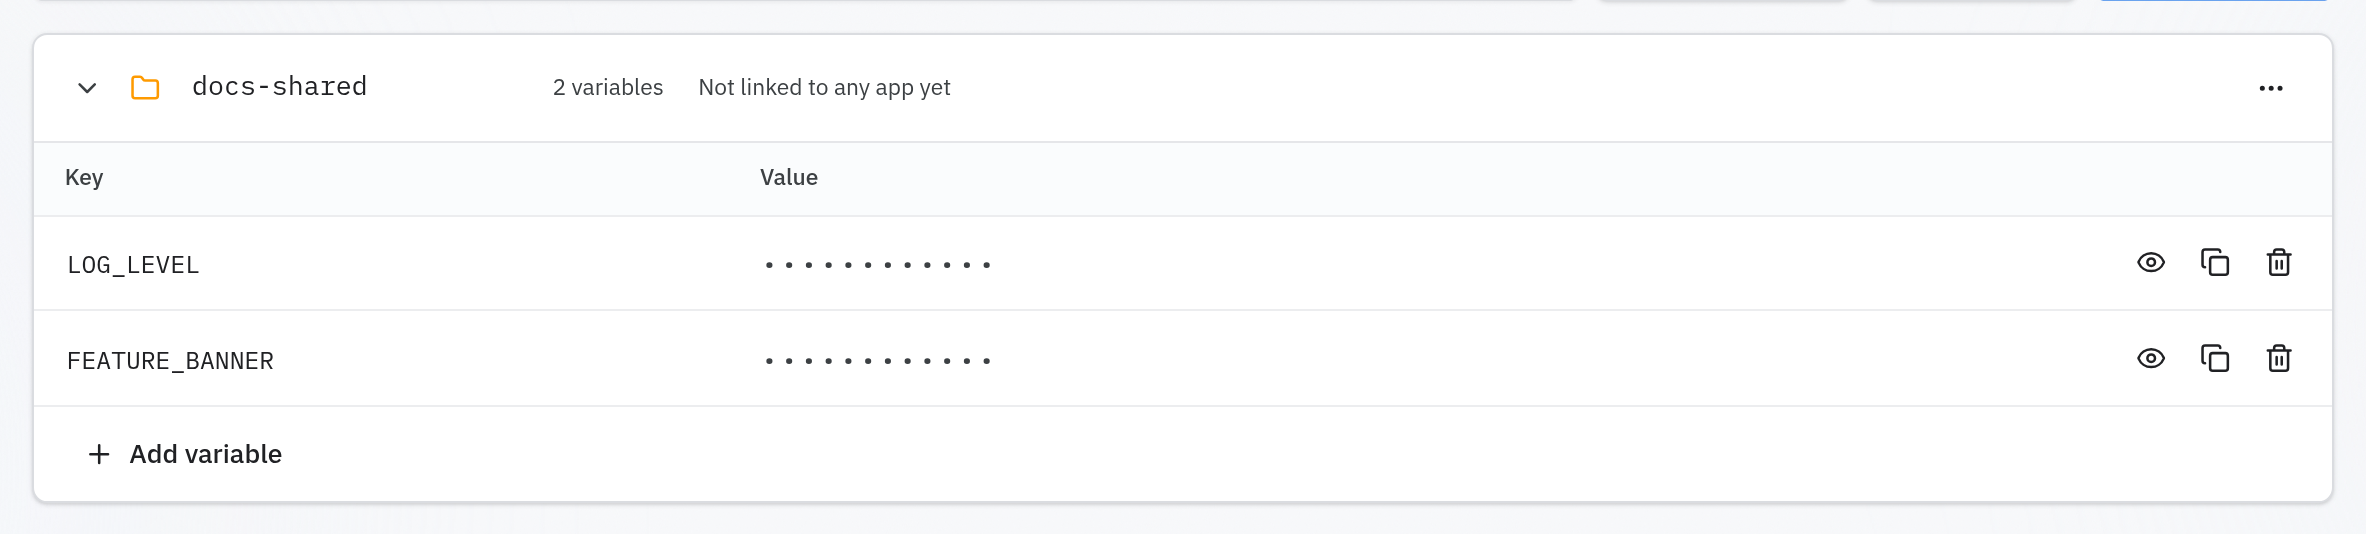 docs-shared 2 variables Not linked to any app yet
Key Value
LOG_LEVEL ••••••••••••
FEATURE_BANNER ••••••••••••
Add variable